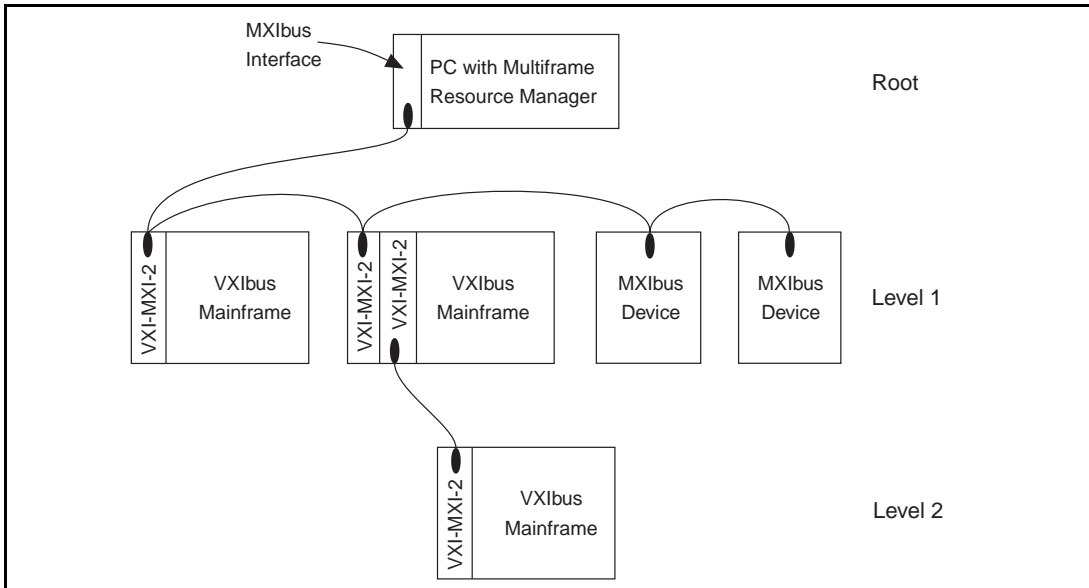 MXIbus
Interface
PC with Multiframe
Resource Manager
Root
VXI-MXI-2
VXIbus
Mainframe
VXI-MXI-2
VXI-MXI-2
VXIbus
Mainframe
MXIbus
Device
MXIbus
Device
Level 1
VXI-MXI-2
VXIbus
Mainframe
Level 2